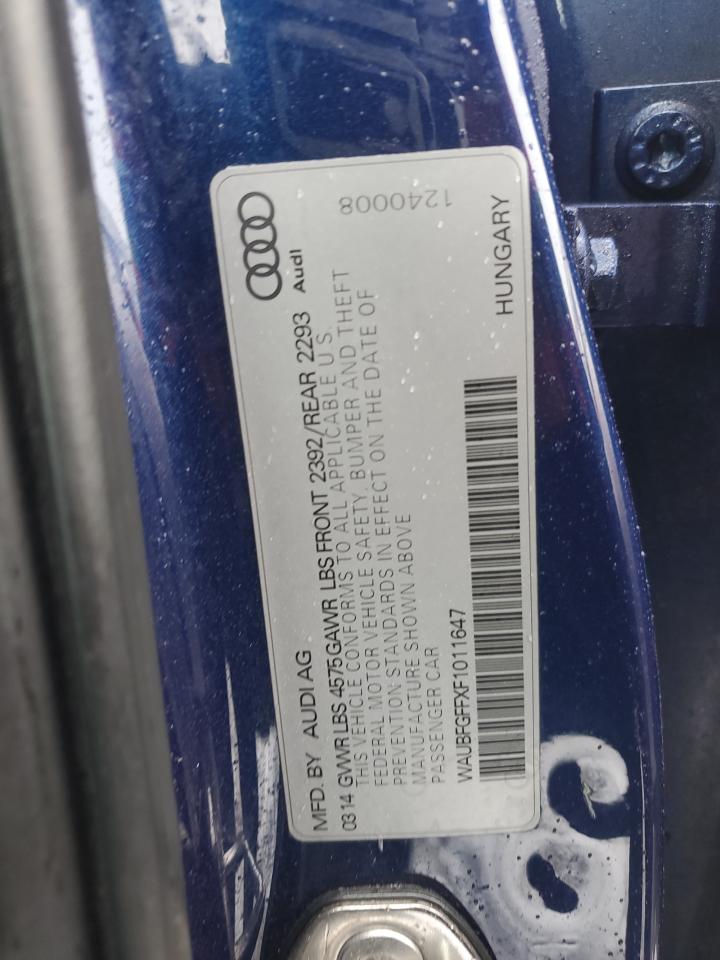 MFD. BY AUDI AG
Audi
0314 GVWR LBS 4575 GAWR LBS FRONT 2392/REAR 2293
THIS VEHICLE CONFORMS TO ALL APPLICABLE U S.
FEDERAL MOTOR VEHICLE SAFETY, BUMPER AND THEFT
PREVENTION STANDARDS IN EFFECT ON THE DATE OF
MANUFACTURE SHOWN ABOVE
PASSENGER CAR
WAUBFGFFXF1011647
HUNGARY
1240008